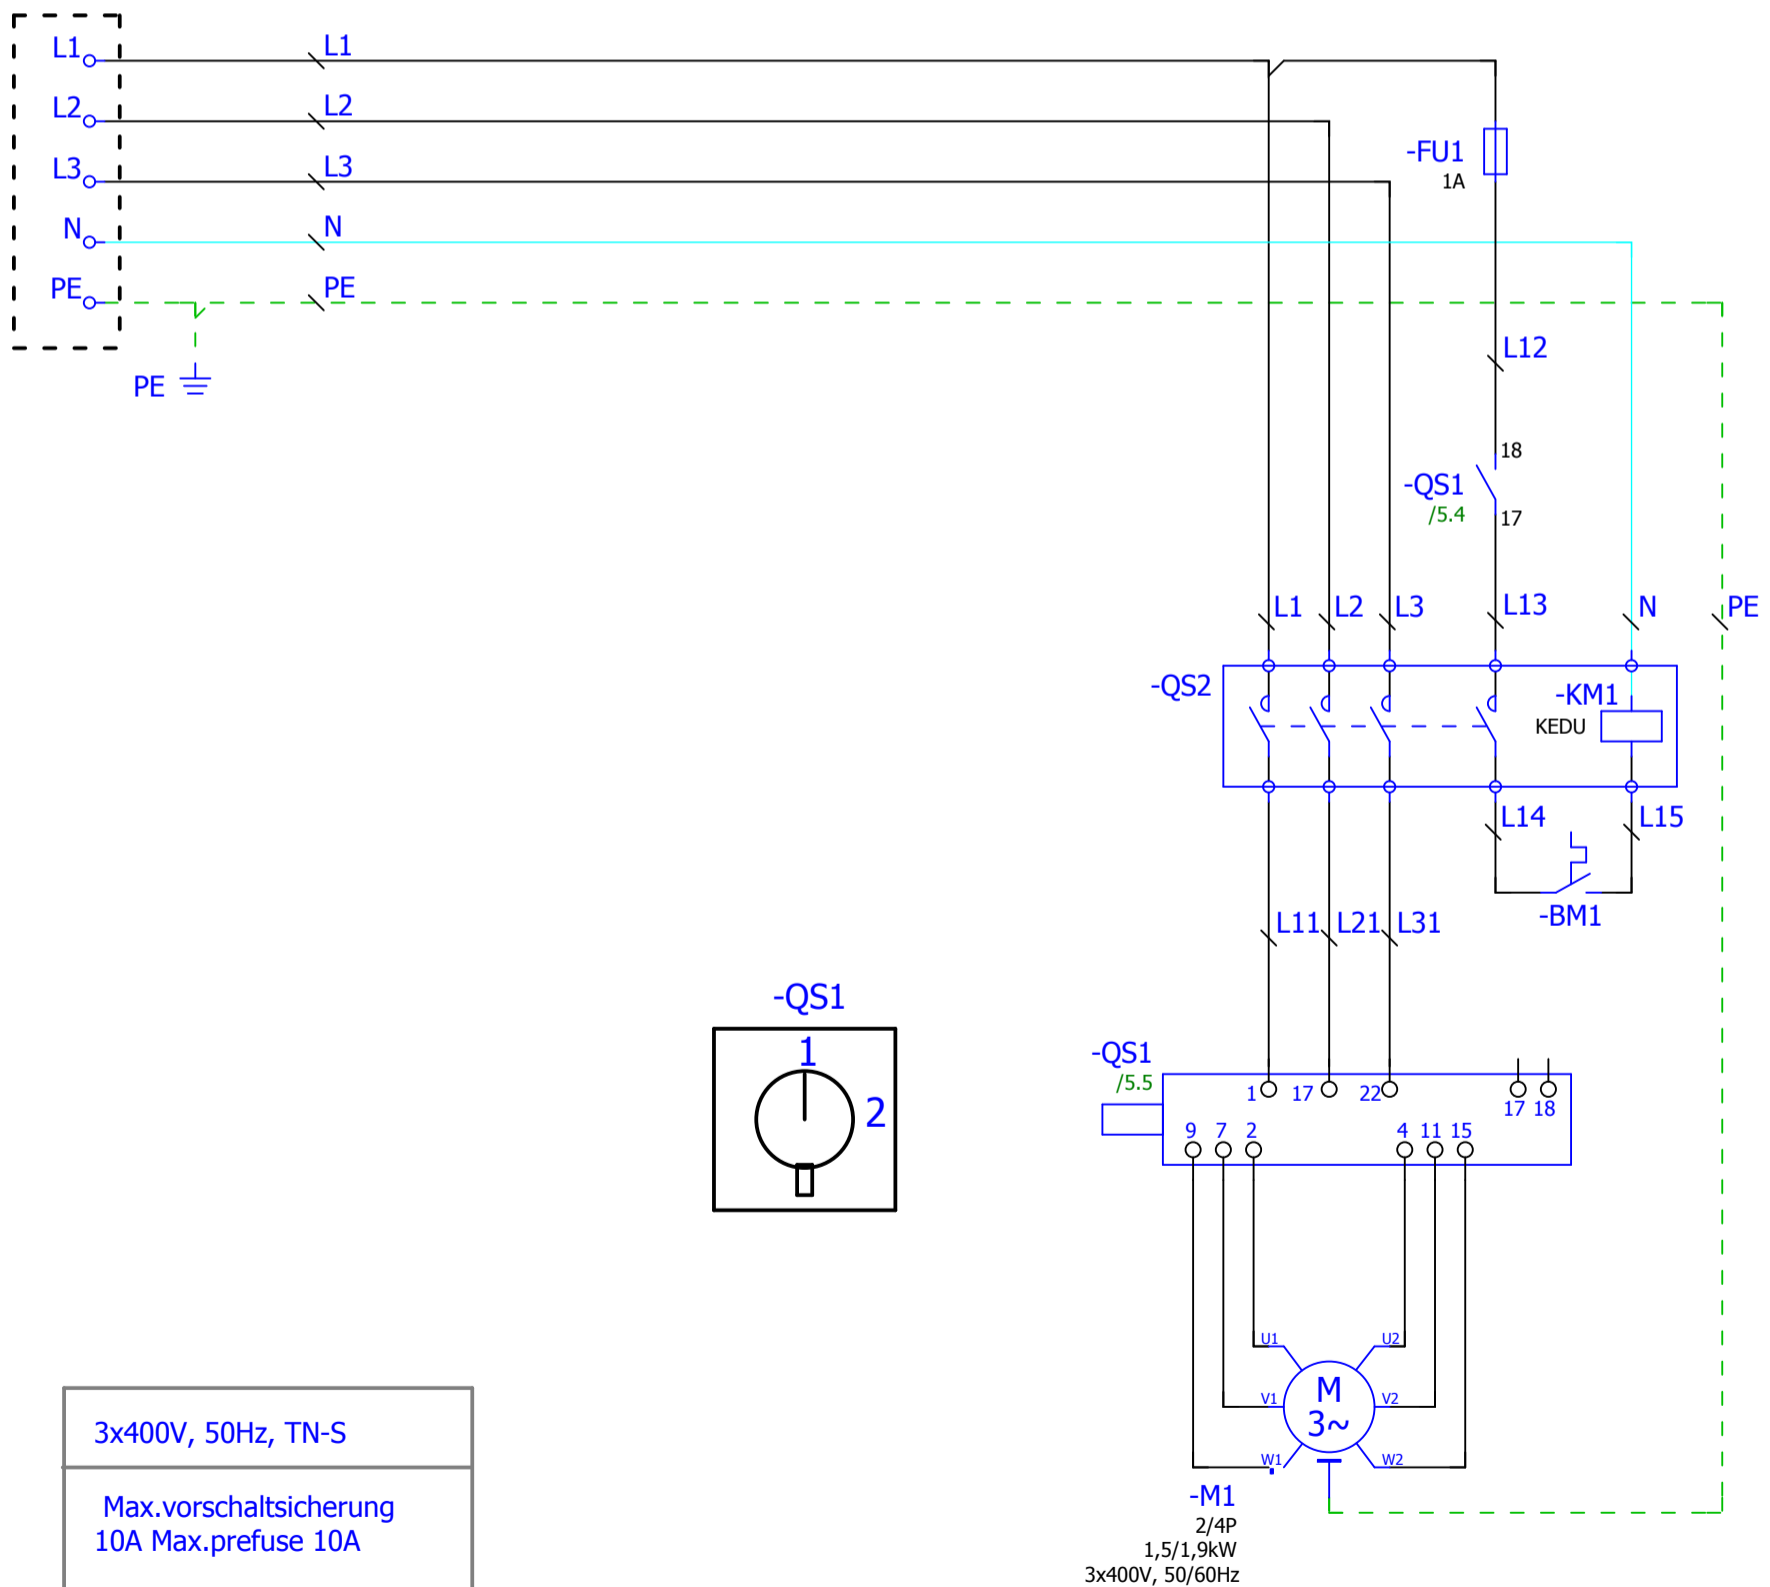 L1
L1
L2
L2
L3
L3
N
N
PE
PE
PE
-FU1
1A
L12
18
-QS1
/5.4
17
L1
L2
L3
L13
N
PE
-QS2
-KM1
KEDU
L14
L15
-BM1
L11
L21
L31
-QS1
1
2
-QS1
/5.5
1
17
22
17
18
9
7
2
4
11
15
U1
U2
V1
V2
W1
W2
M
3~
-M1
2/4P
1,5/1,9kW
3x400V, 50/60Hz
3x400V, 50Hz, TN-S
Max.vorschaltsicherung
10A Max.prefuse 10A